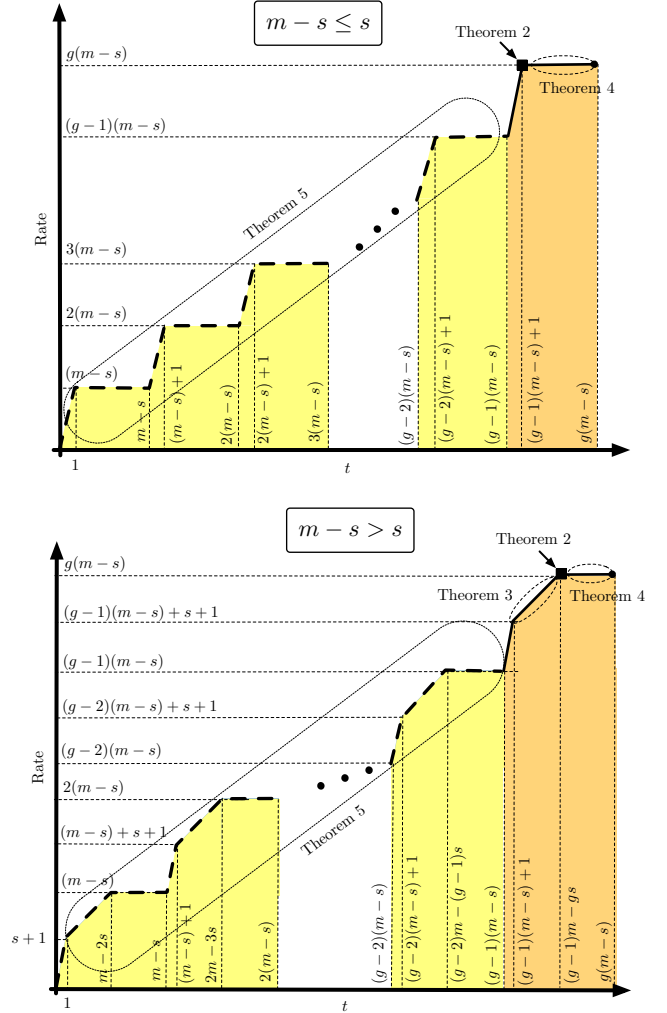 m − s ≤ s
Theorem 2
g(m − s)
Theorem 4
(g − 1)(m − s)
Theorem 5
Rate
3(m − s)
2(m − s)
(m − s)
m − s
(m − s) + 1
2(m − s)
2(m − s) + 1
3(m − s)
(g − 2)(m − s)
(g − 2)(m − s) + 1
(g − 1)(m − s)
(g − 1)(m − s) + 1
g(m − s)
1
t
m − s > s
Theorem 2
g(m − s)
Theorem 3
Theorem 4
(g − 1)(m − s) + s + 1
(g − 1)(m − s)
(g − 2)(m − s) + s + 1
(g − 2)(m − s)
Rate
2(m − s)
Theorem 5
(m − s) + s + 1
(m − s)
s + 1
m − 2s
m − s
(m − s) + 1
2m − 3s
2(m − s)
(g − 2)(m − s)
(g − 2)(m − s) + 1
(g − 2)m − (g − 1)s
(g − 1)(m − s)
(g − 1)(m − s) + 1
(g − 1)m − gs
g(m − s)
1
t